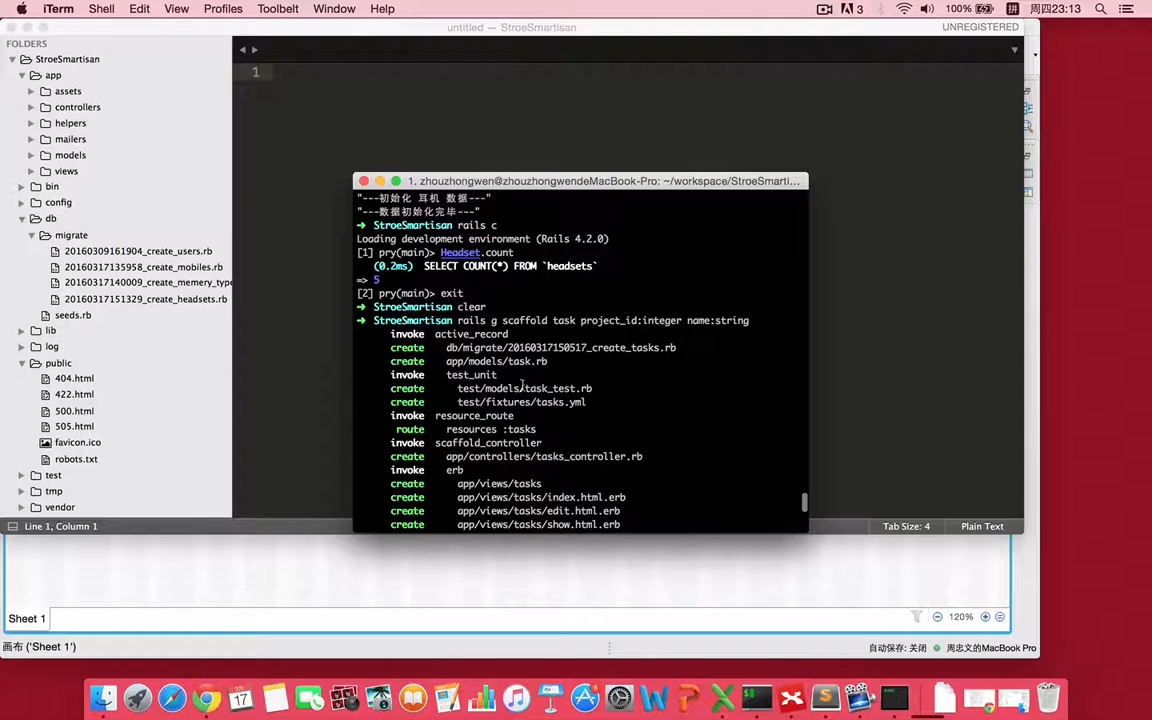 iTerm Shell Edit View Profiles Toolbelt Window Help
3 100% 拼 周四23:13
untitled — StroeSmartisan UNREGISTERED
FOLDERS
StroeSmartisan
app
assets
controllers
helpers
mailers
models
views
bin
config
db
migrate
20160309161904_create_users.rb
20160317135958_create_mobiles.rb
20160317140009_create_memery_type
20160317151329_create_headsets.rb
seeds.rb
lib
log
public
404.html
422.html
500.html
505.html
favicon.ico
robots.txt
test
tmp
vendor
1
Line 1, Column 1
Tab Size: 4 Plain Text
1. zhouzhongwen@zhouzhongwendeMacBook-Pro: ~/workspace/StroeSmarti...
"---初始化 耳机 数据---"
"---数据初始化完毕---"
➜ StroeSmartisan rails c
Loading development environment (Rails 4.2.0)
[1] pry(main)> Headset.count
(0.2ms) SELECT COUNT(*) FROM `headsets`
=> 5
[2] pry(main)> exit
➜ StroeSmartisan clear
➜ StroeSmartisan rails g scaffold task project_id:integer name:string
invoke active_record
create db/migrate/20160317150517_create_tasks.rb
create app/models/task.rb
invoke test_unit
create test/models/task_test.rb
create test/fixtures/tasks.yml
invoke resource_route
route resources :tasks
invoke scaffold_controller
create app/controllers/tasks_controller.rb
invoke erb
create app/views/tasks
create app/views/tasks/index.html.erb
create app/views/tasks/edit.html.erb
create app/views/tasks/show.html.erb
Sheet 1
120%
画布 ('Sheet 1')
自动保存: 关闭 周忠文的MacBook Pro
17